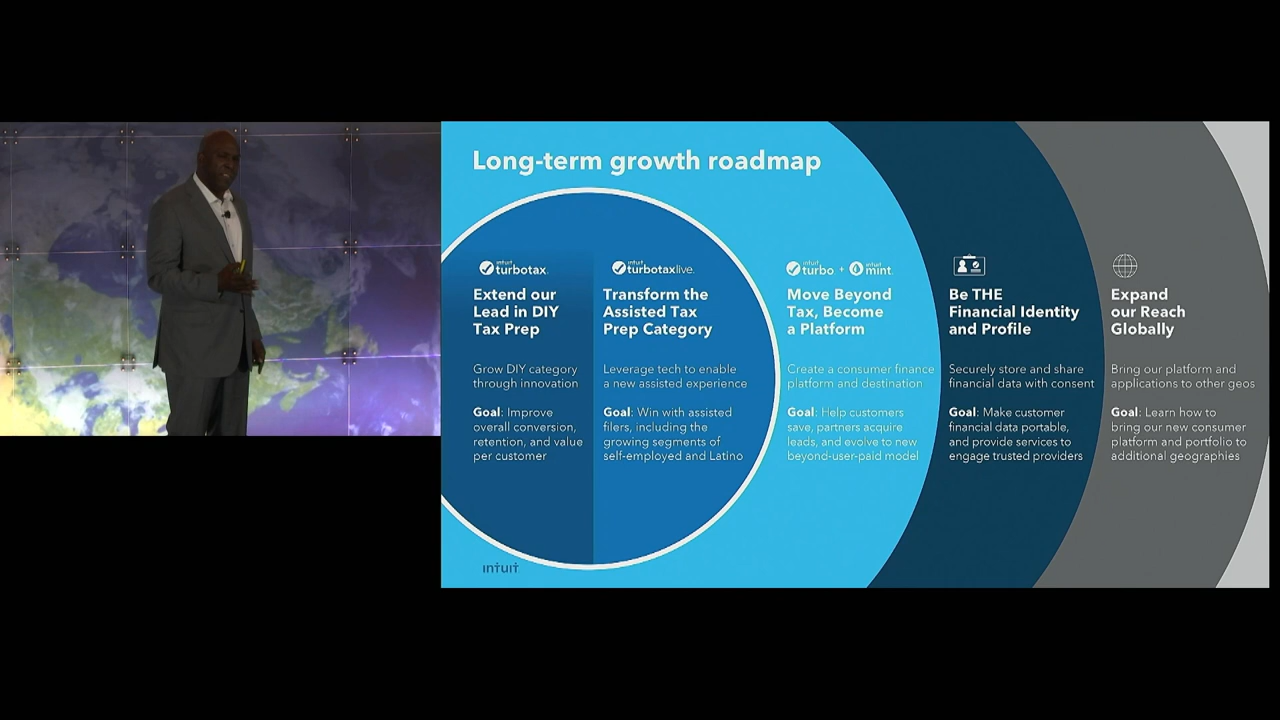 Long-term growth roadmap
intuit
turbotax.
Extend our
Lead in DIY
Tax Prep
Grow DIY category
through innovation
Goal: Improve
overall conversion,
retention, and value
per customer
intuit
turbotaxlive.
Transform the
Assisted Tax
Prep Category
Leverage tech to enable
a new assisted experience
Goal: Win with assisted
filers, including the
growing segments of
self-employed and Latino
intuit intuit
turbo + mint
Move Beyond
Tax, Become
a Platform
Create a consumer finance
platform and destination
Goal: Help customers
save, partners acquire
leads, and evolve to new
beyond-user-paid model
Be THE
Financial Identity
and Profile
Securely store and share
financial data with consent
Goal: Make customer
financial data portable,
and provide services to
engage trusted providers
Expand
our Reach
Globally
Bring our platform and
applications to other geos
Goal: Learn how to
bring our new consumer
platform and portfolio to
additional geographies
intuit